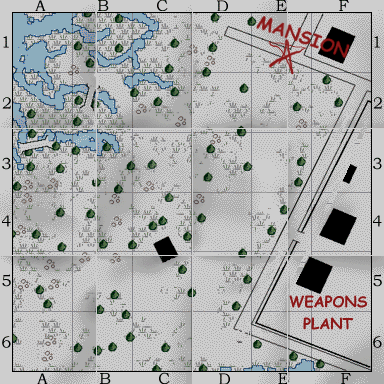 A B C D E F
MANSION
1 1
2 2
3 3
4 4
5 5
WEAPONS
PLANT
6 6
A B C D E F